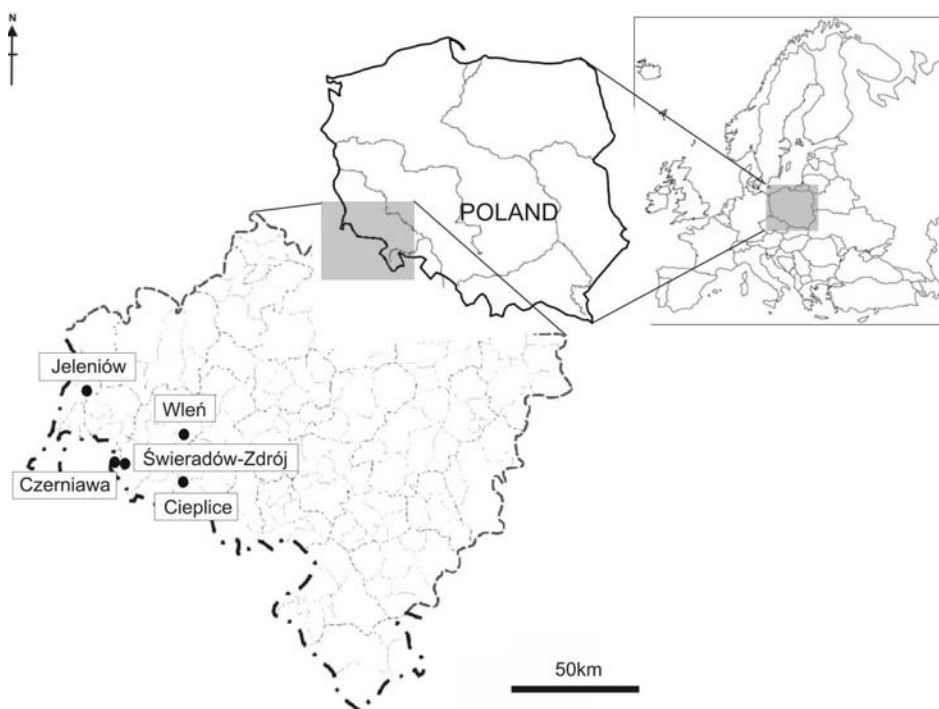 N
POLAND
Jeleniów
Wleń
Świeradów-Zdrój
Czerniawa
Cieplice
50km